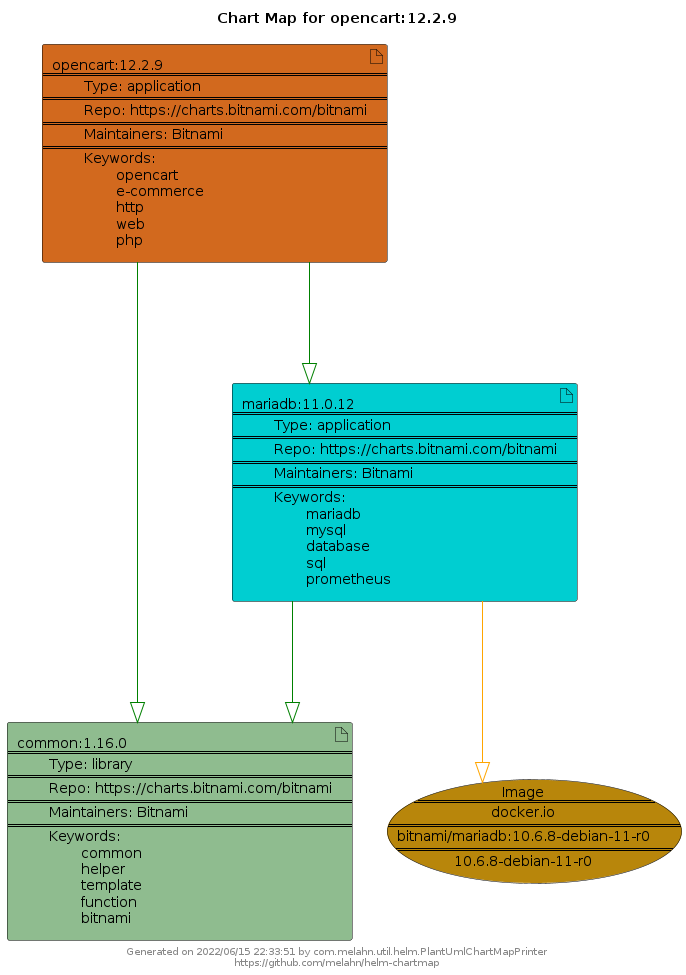 Chart Map for opencart:12.2.9
opencart:12.2.9
Type: application
Repo: https://charts.bitnami.com/bitnami
Maintainers: Bitnami
Keywords:
opencart
e-commerce
http
web
php
mariadb:11.0.12
Type: application
Repo: https://charts.bitnami.com/bitnami
Maintainers: Bitnami
Keywords:
mariadb
mysql
database
sql
prometheus
common:1.16.0
Type: library
Repo: https://charts.bitnami.com/bitnami
Maintainers: Bitnami
Keywords:
common
helper
template
function
bitnami
Image
docker.io
bitnami/mariadb:10.6.8-debian-11-r0
10.6.8-debian-11-r0
Generated on 2022/06/15 22:33:51 by com.melahn.util.helm.PlantUmlChartMapPrinter
https://github.com/melahn/helm-chartmap